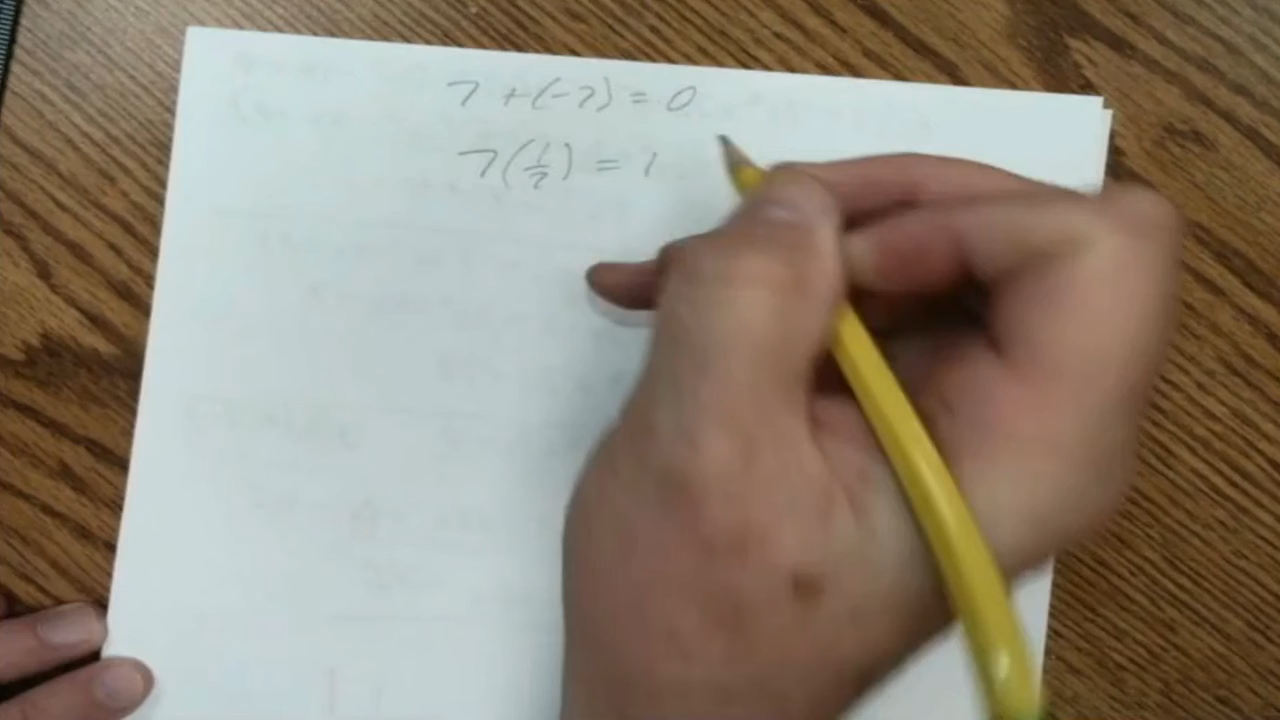 7 + (-7) = 0
7(1/7) = 1